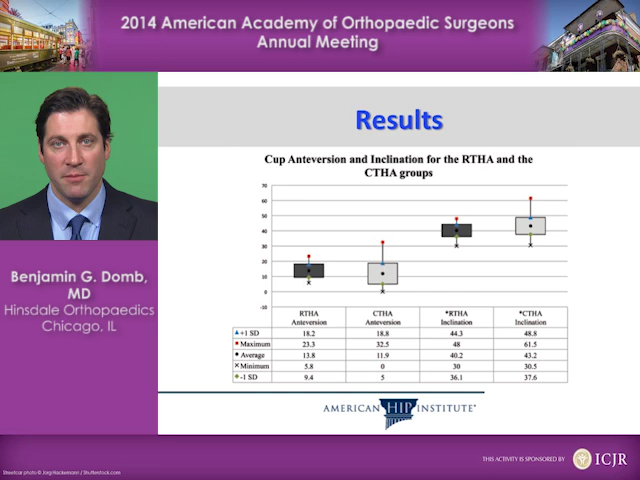 2014 American Academy of Orthopaedic Surgeons
Annual Meeting
Benjamin G. Domb,
MD
Hinsdale Orthopaedics
Chicago, IL
Results
Cup Anteversion and Inclination for the RTHA and the
CTHA groups
70
60
50
40
30
20
10
0
-10
RTHA Anteversion CTHA Anteversion *RTHA Inclination *CTHA Inclination
+1 SD 18.2 18.8 44.3 48.8
Maximum 23.3 32.5 48 61.5
Average 13.8 11.9 40.2 43.2
Minimum 5.8 0 30 30.5
-1 SD 9.4 5 36.1 37.6
AMERICAN HIP INSTITUTE
THIS ACTIVITY IS SPONSORED BY ICJR
Streetcar photo © Jorg Hackemann / Shutterstock.com